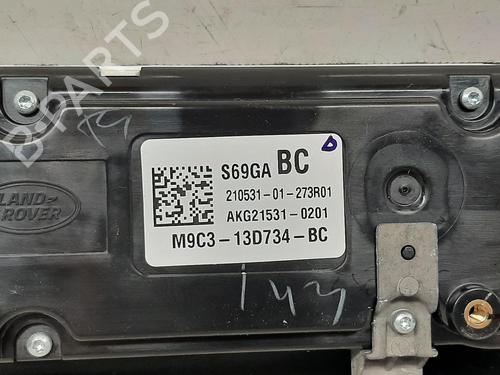 B-PARTS
LAND-
ROVER
S69GA BC
210531-01-273R01
AKG21531-0201
M9C3-13D734-BC